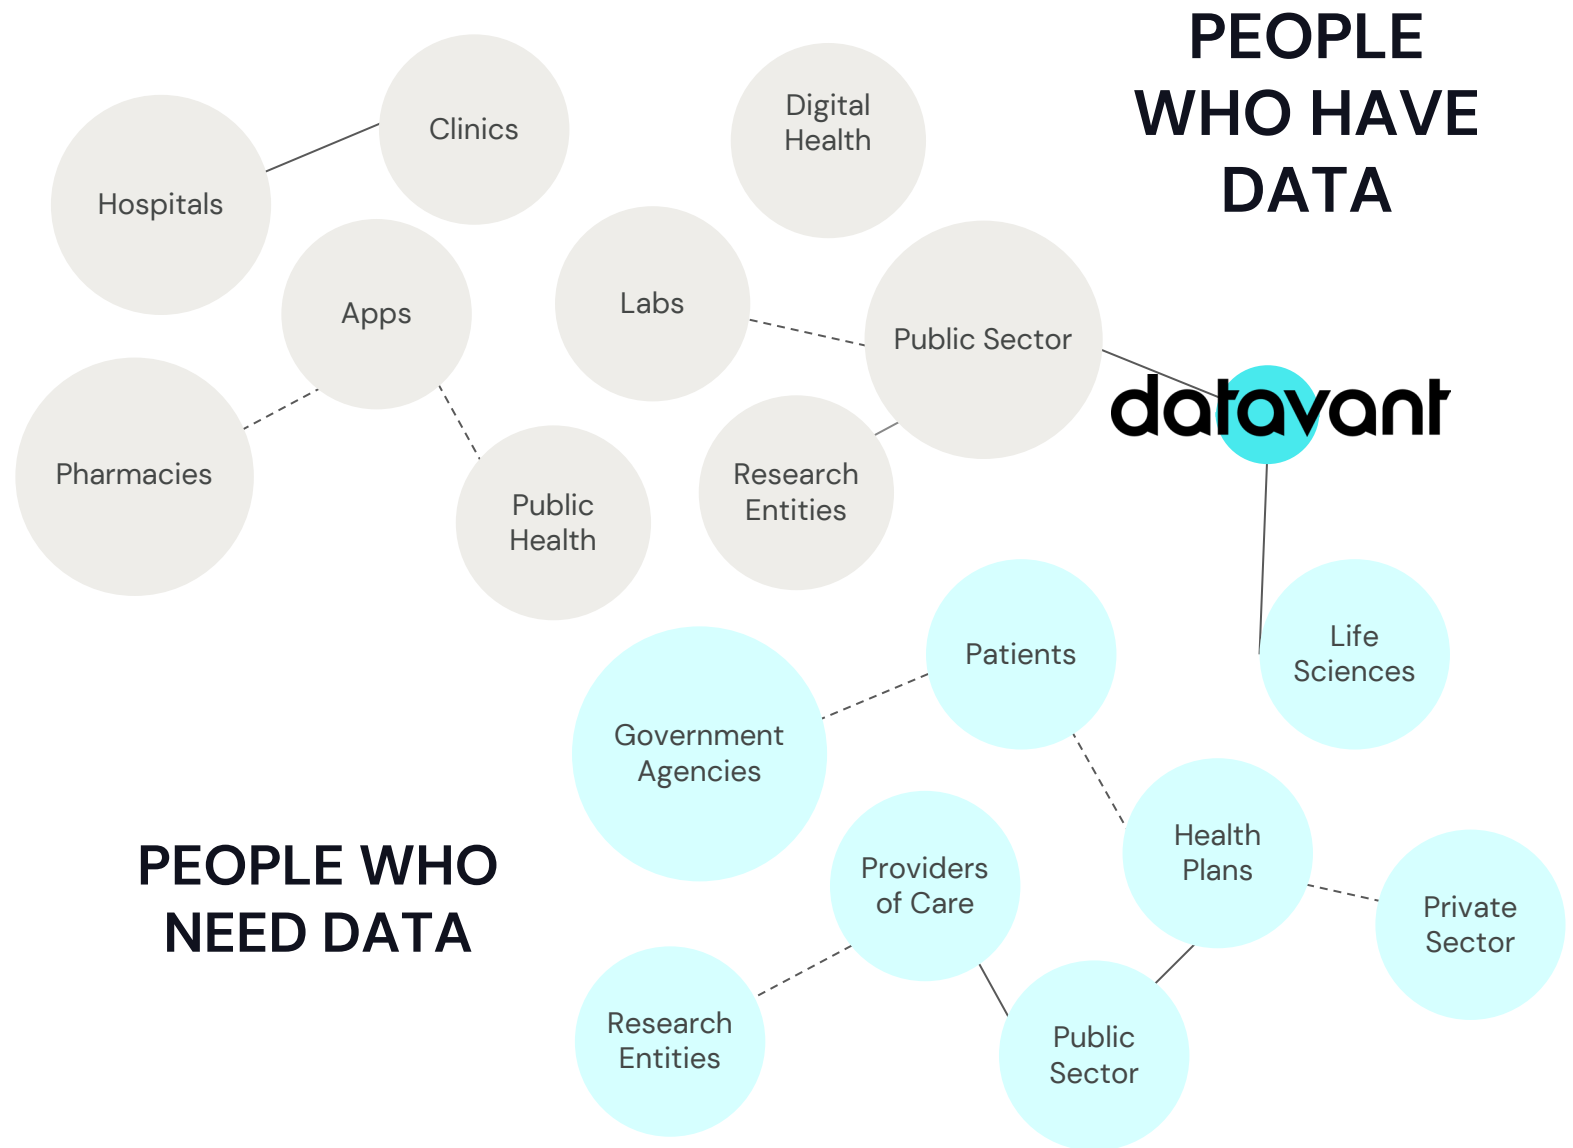 PEOPLE
WHO HAVE
DATA
Clinics
Digital
Health
Hospitals
Apps
Labs
Public Sector
datavant
Pharmacies
Research
Entities
Public
Health
Patients
Life
Sciences
Government
Agencies
PEOPLE WHO
NEED DATA
Health
Plans
Providers
of Care
Private
Sector
Research
Entities
Public
Sector